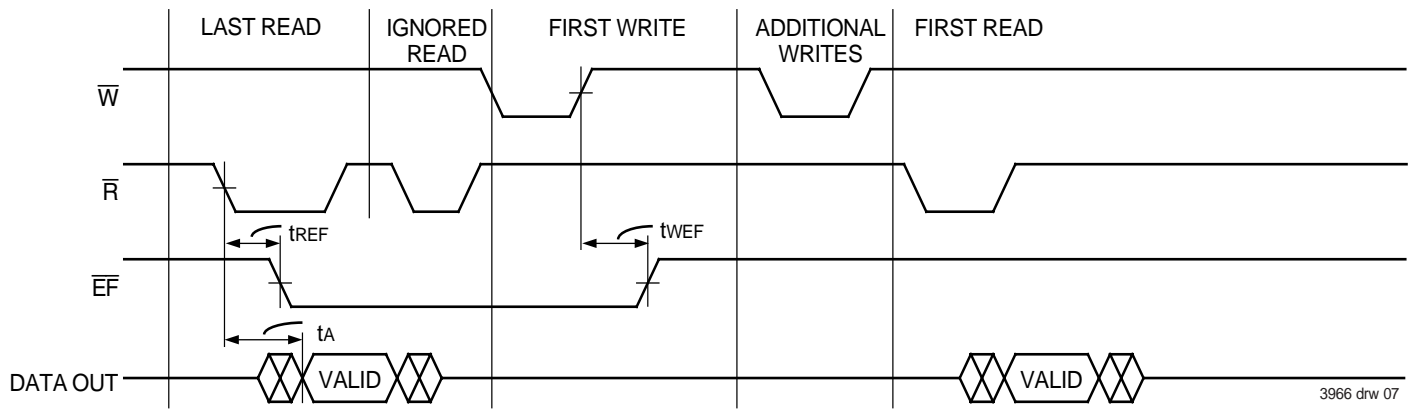 LAST READ
IGNORED
READ
FIRST WRITE
ADDITIONAL
WRITES
FIRST READ
W̅
R̅
tREF
tWEF
E̅F̅
tA
DATA OUT
VALID
VALID
3966 drw 07